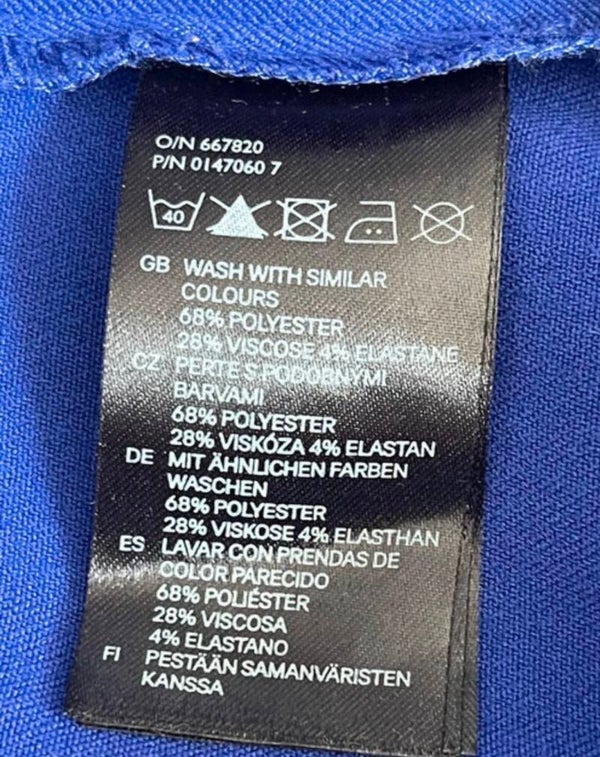 O/N 667820
P/N 0147060 7
40
GB WASH WITH SIMILAR
COLOURS
68% POLYESTER
28% VISCOSE 4% ELASTANE
CZ PERTE S PODOBNÝMI
BARVAMI
68% POLYESTER
28% VISKÓZA 4% ELASTAN
DE MIT ÄHNLICHEN FARBEN
WASCHEN
68% POLYESTER
28% VISKOSE 4% ELASTHAN
ES LAVAR CON PRENDAS DE
COLOR PARECIDO
68% POLIÉSTER
28% VISCOSA
4% ELASTANO
FI PESTÄÄN SAMANVÄRISTEN
KANSSA